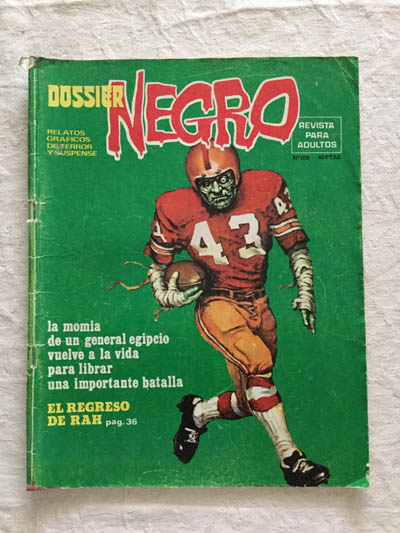 DOSSIER
NEGRO
RELATOS
GRAFICOS
DE TERROR
Y SUSPENSE
REVISTA
PARA
ADULTOS
Nº109 40 PTAS.
43
43
la momia
de un general egipcio
vuelve a la vida
para librar
una importante batalla
EL REGRESO
DE RAH pag. 36